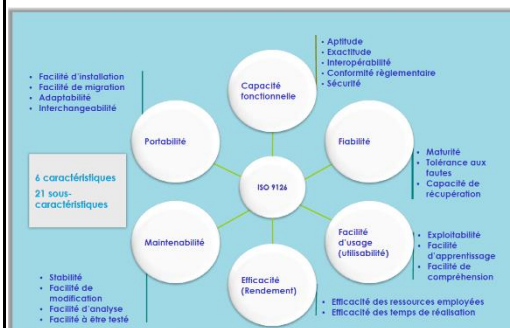 • Aptitude
• Exactitude
• Interopérabilité
• Conformité règlementaire
• Sécurité
Capacité
fonctionnelle
• Facilité d'installation
• Facilité de migration
• Adaptabilité
• Interchangeabilité
Portabilité
Fiabilité
• Maturité
• Tolérance aux
fautes
• Capacité de
récupération
6 caractéristiques
21 sous-
caractéristiques
ISO 9126
Maintenabilité
Facilité
d'usage
(utilisabilité)
• Exploitabilité
• Facilité
d'apprentissage
• Facilité de
compréhension
• Stabilité
• Facilité de
modification
• Facilité d'analyse
• Facilité à être testé
Efficacité
(Rendement)
• Efficacité des ressources employées
• Efficacité des temps de réalisation